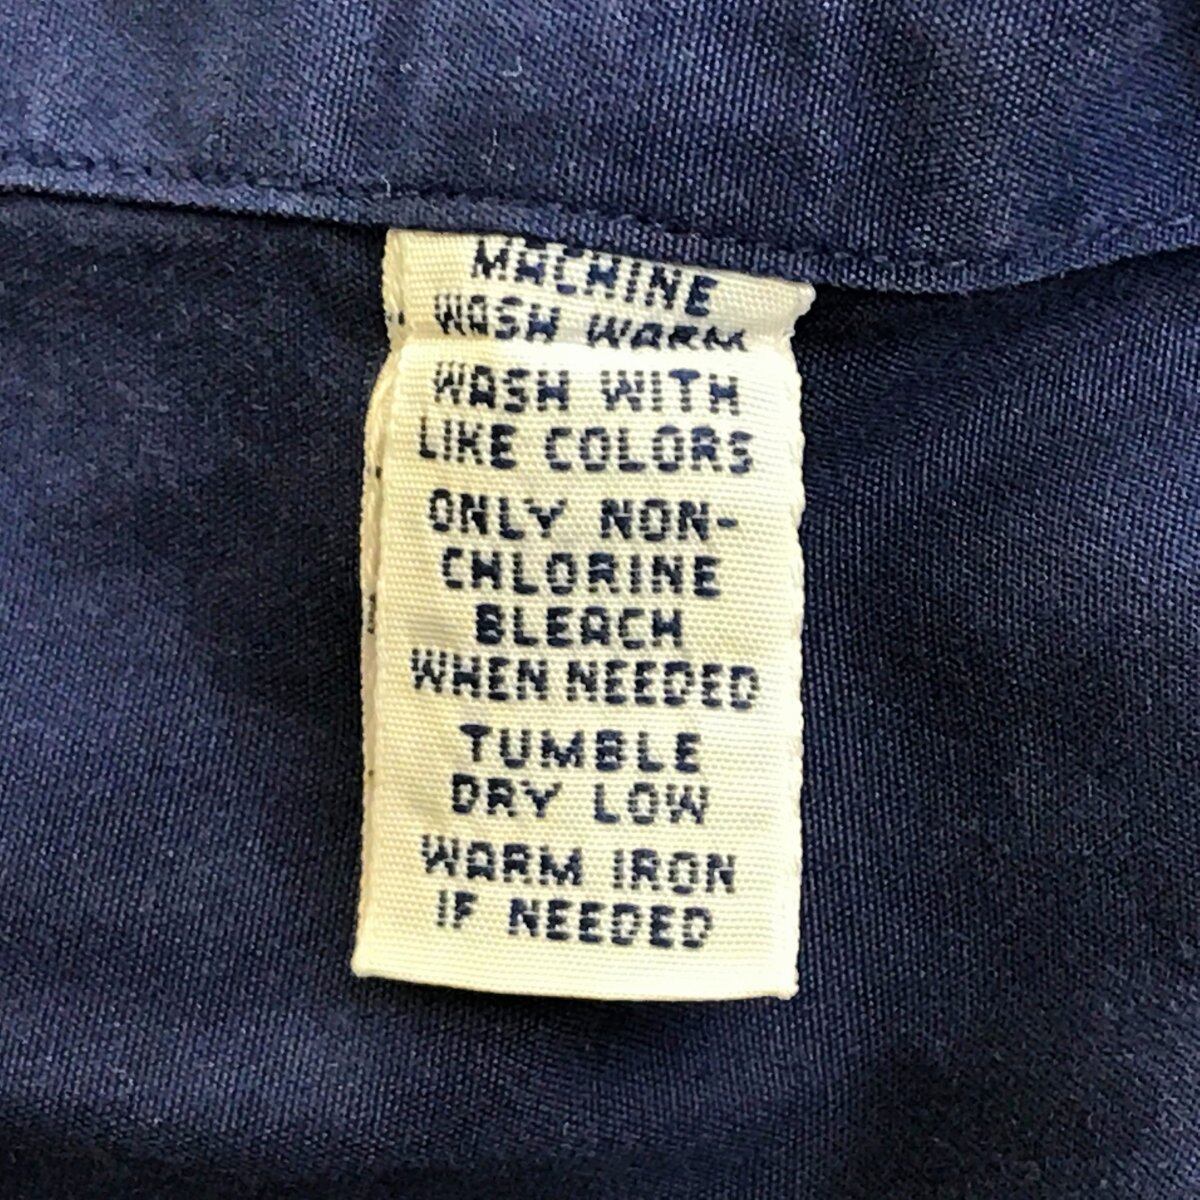 MACHINE
WASH WARM
WASH WITH
LIKE COLORS
ONLY NON-
CHLORINE
BLEACH
WHEN NEEDED
TUMBLE
DRY LOW
WARM IRON
IF NEEDED